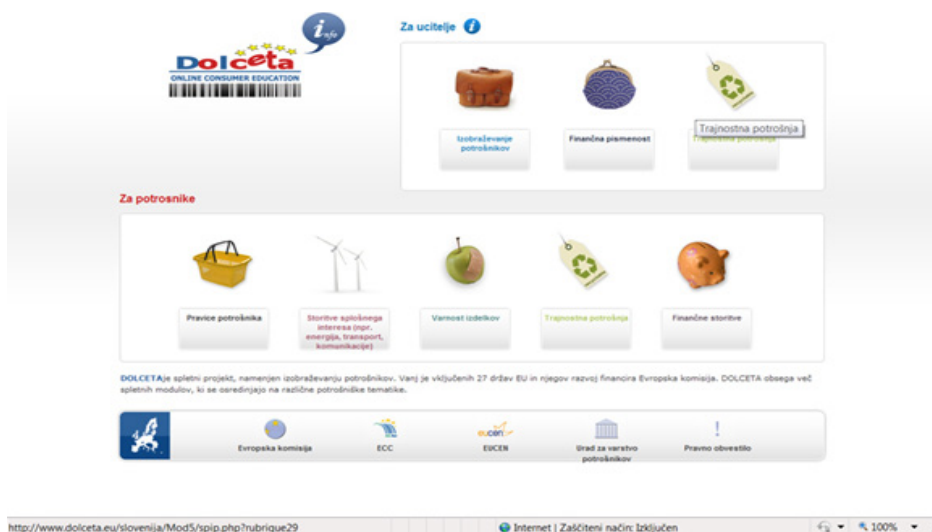 info
Za ucitelje i
Dolceta
ONLINE CONSUMER EDUCATION
Izobraževanje
potrošnikov
Finančna pismenost
Trajnostna potrošnja
Trajnostna potrošnja
Za potrosnike
Pravice potrošnika
Storitve splošnega
interesa (npr.
energija, transport,
komunikacije)
Varnost izdelkov
Trajnostna potrošnja
Finančne storitve
DOLCETAje spletni projekt, namenjen izobraževanju potrošnikov. Vanj je vključenih 27 držav EU in njegov razvoj financira Evropska komisija. DOLCETA obsega več
spletnih modulov, ki se osredinjajo na različne potrošniške tematike.
Evropska komisija
ECC
eucen
EUCEN
Urad za varstvo
potrošnikov
!
Pravno obvestilo
http://www.dolceta.eu/slovenija/Mod5/spip.php?rubrique29
Internet | Zaščiteni način: Izključen
100%